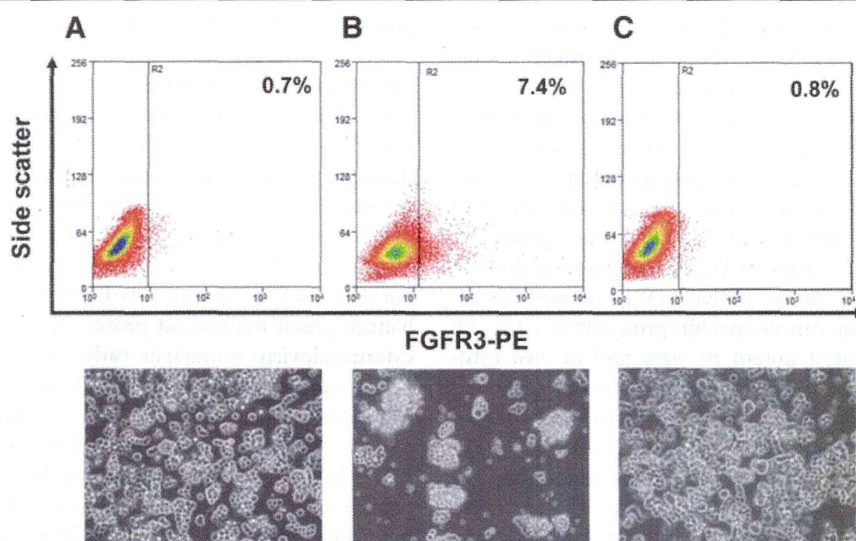 A B C
R2 0.7% R2 7.4% R2 0.8%
256 256 256
192 192 192
128 128 128
64 64 64
0 0 0
10⁰ 10¹ 10² 10³ 10⁴ 10⁰ 10¹ 10² 10³ 10⁴ 10⁰ 10¹ 10² 10³ 10⁴
Side scatter
FGFR3-PE